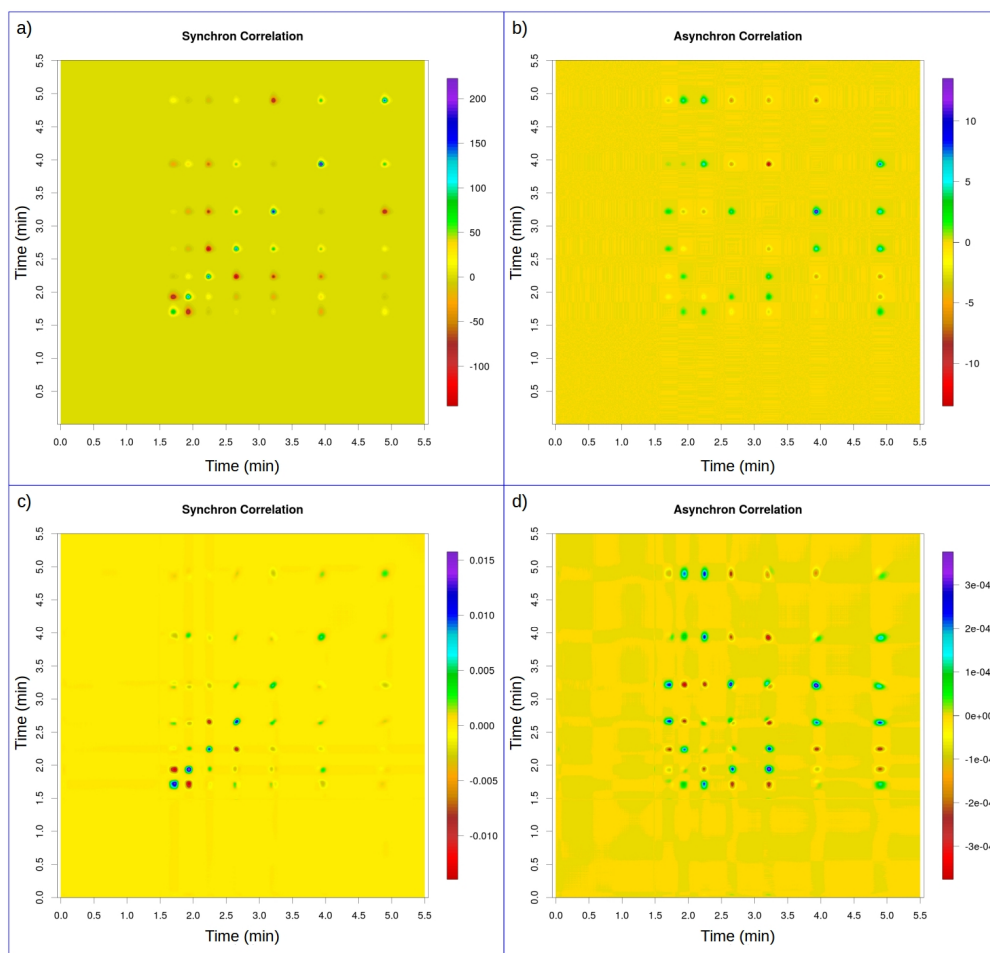 a)
Synchron Correlation
Time (min)
0.5 1.0 1.5 2.0 2.5 3.0 3.5 4.0 4.5 5.0 5.5
0.0 0.5 1.0 1.5 2.0 2.5 3.0 3.5 4.0 4.5 5.0 5.5
Time (min)
200
150
100
50
0
-50
-100
b)
Asynchron Correlation
Time (min)
0.5 1.0 1.5 2.0 2.5 3.0 3.5 4.0 4.5 5.0 5.5
0.0 0.5 1.0 1.5 2.0 2.5 3.0 3.5 4.0 4.5 5.0 5.5
Time (min)
10
5
0
-5
-10
c)
Synchron Correlation
Time (min)
0.0 0.5 1.0 1.5 2.0 2.5 3.0 3.5 4.0 4.5 5.0 5.5
0.0 0.5 1.0 1.5 2.0 2.5 3.0 3.5 4.0 4.5 5.0 5.5
Time (min)
0.015
0.010
0.005
0.000
-0.005
-0.010
d)
Asynchron Correlation
Time (min)
0.0 0.5 1.0 1.5 2.0 2.5 3.0 3.5 4.0 4.5 5.0 5.5
0.0 0.5 1.0 1.5 2.0 2.5 3.0 3.5 4.0 4.5 5.0 5.5
Time (min)
3e-04
2e-04
1e-04
0e+00
-1e-04
-2e-04
-3e-04